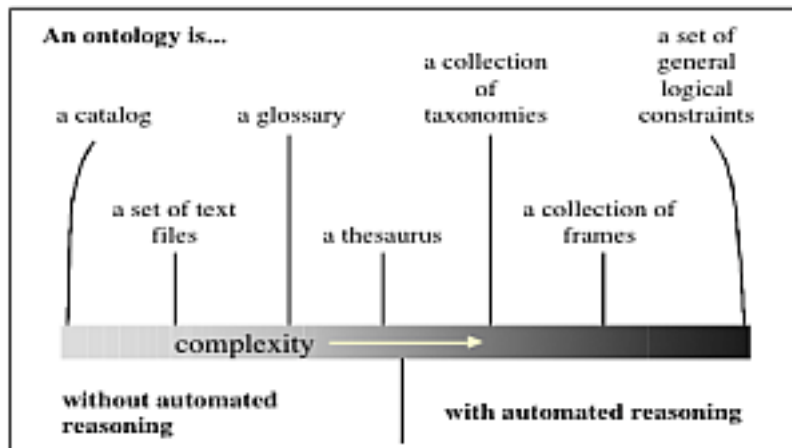 An ontology is...
a catalog
a glossary
a collection
of
taxonomies
a set of
general
logical
constraints
a set of text
files
a thesaurus
a collection of
frames
complexity
without automated
reasoning
with automated reasoning